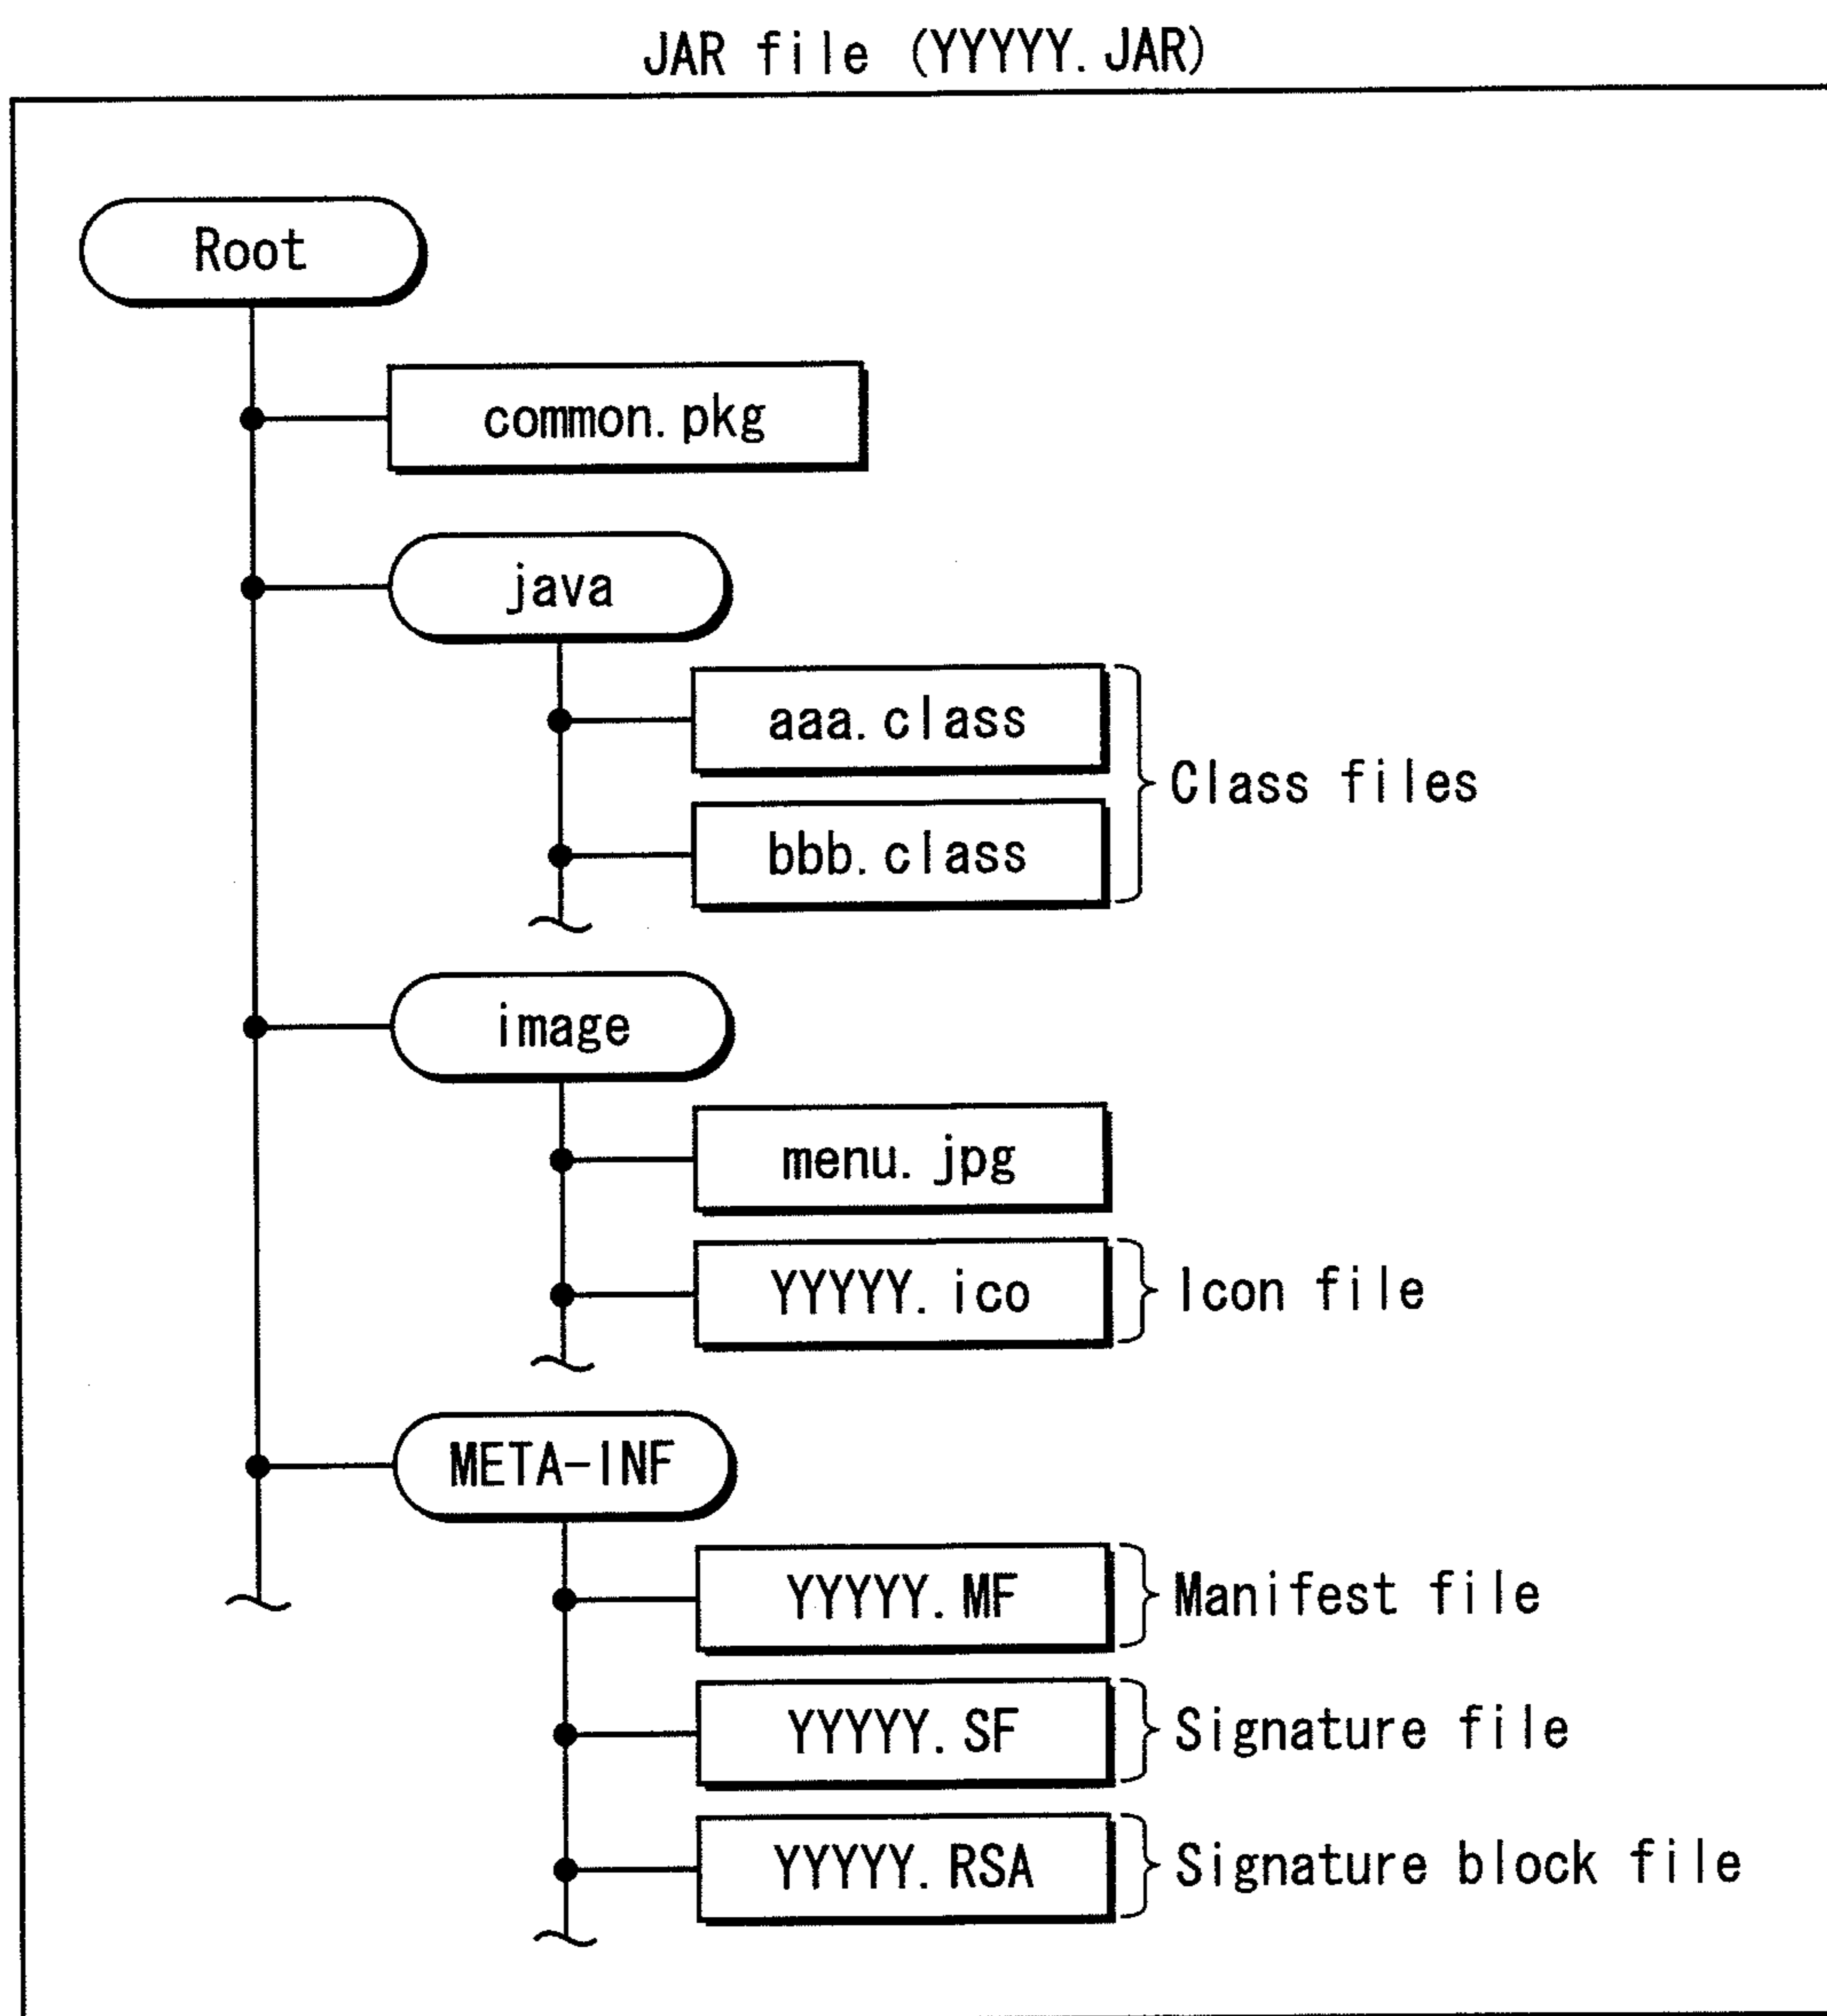 JAR file (YYYYY.JAR)
Root
common.pkg
java
aaa.class
Class files
bbb.class
image
menu.jpg
YYYYY.ico
Icon file
META-INF
YYYYY.MF
Manifest file
YYYYY.SF
Signature file
YYYYY.RSA
Signature block file